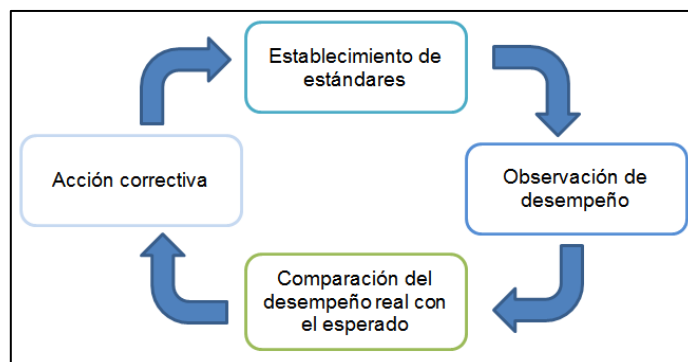 Establecimiento de
estándares
Observación de
desempeño
Comparación del
desempeño real con
el esperado
Acción correctiva